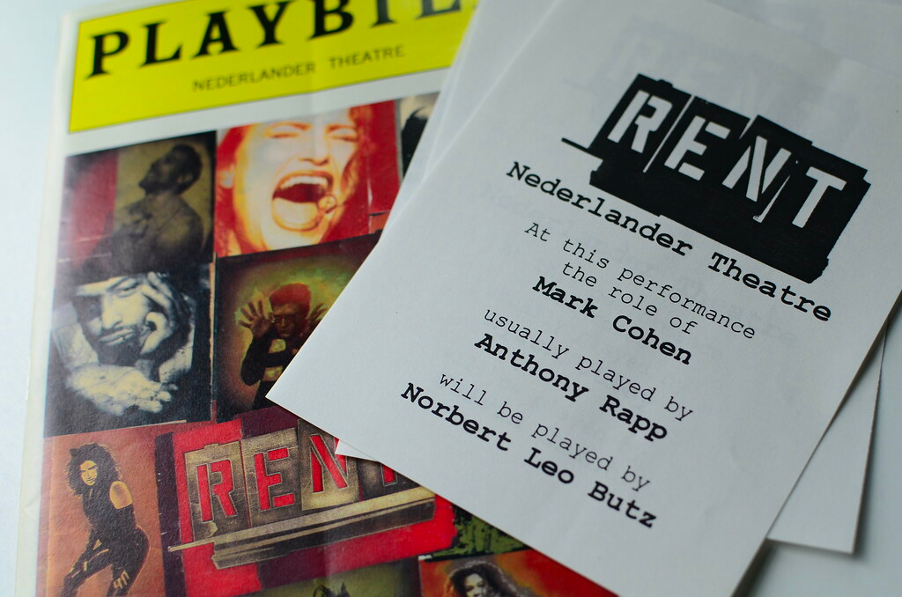 PLAYBIL
NEDERLANDER THEATRE
RENT
RENT
Nederlander Theatre
At this performance
the role of
Mark Cohen
usually played by
Anthony Rapp
will be played by
Norbert Leo Butz